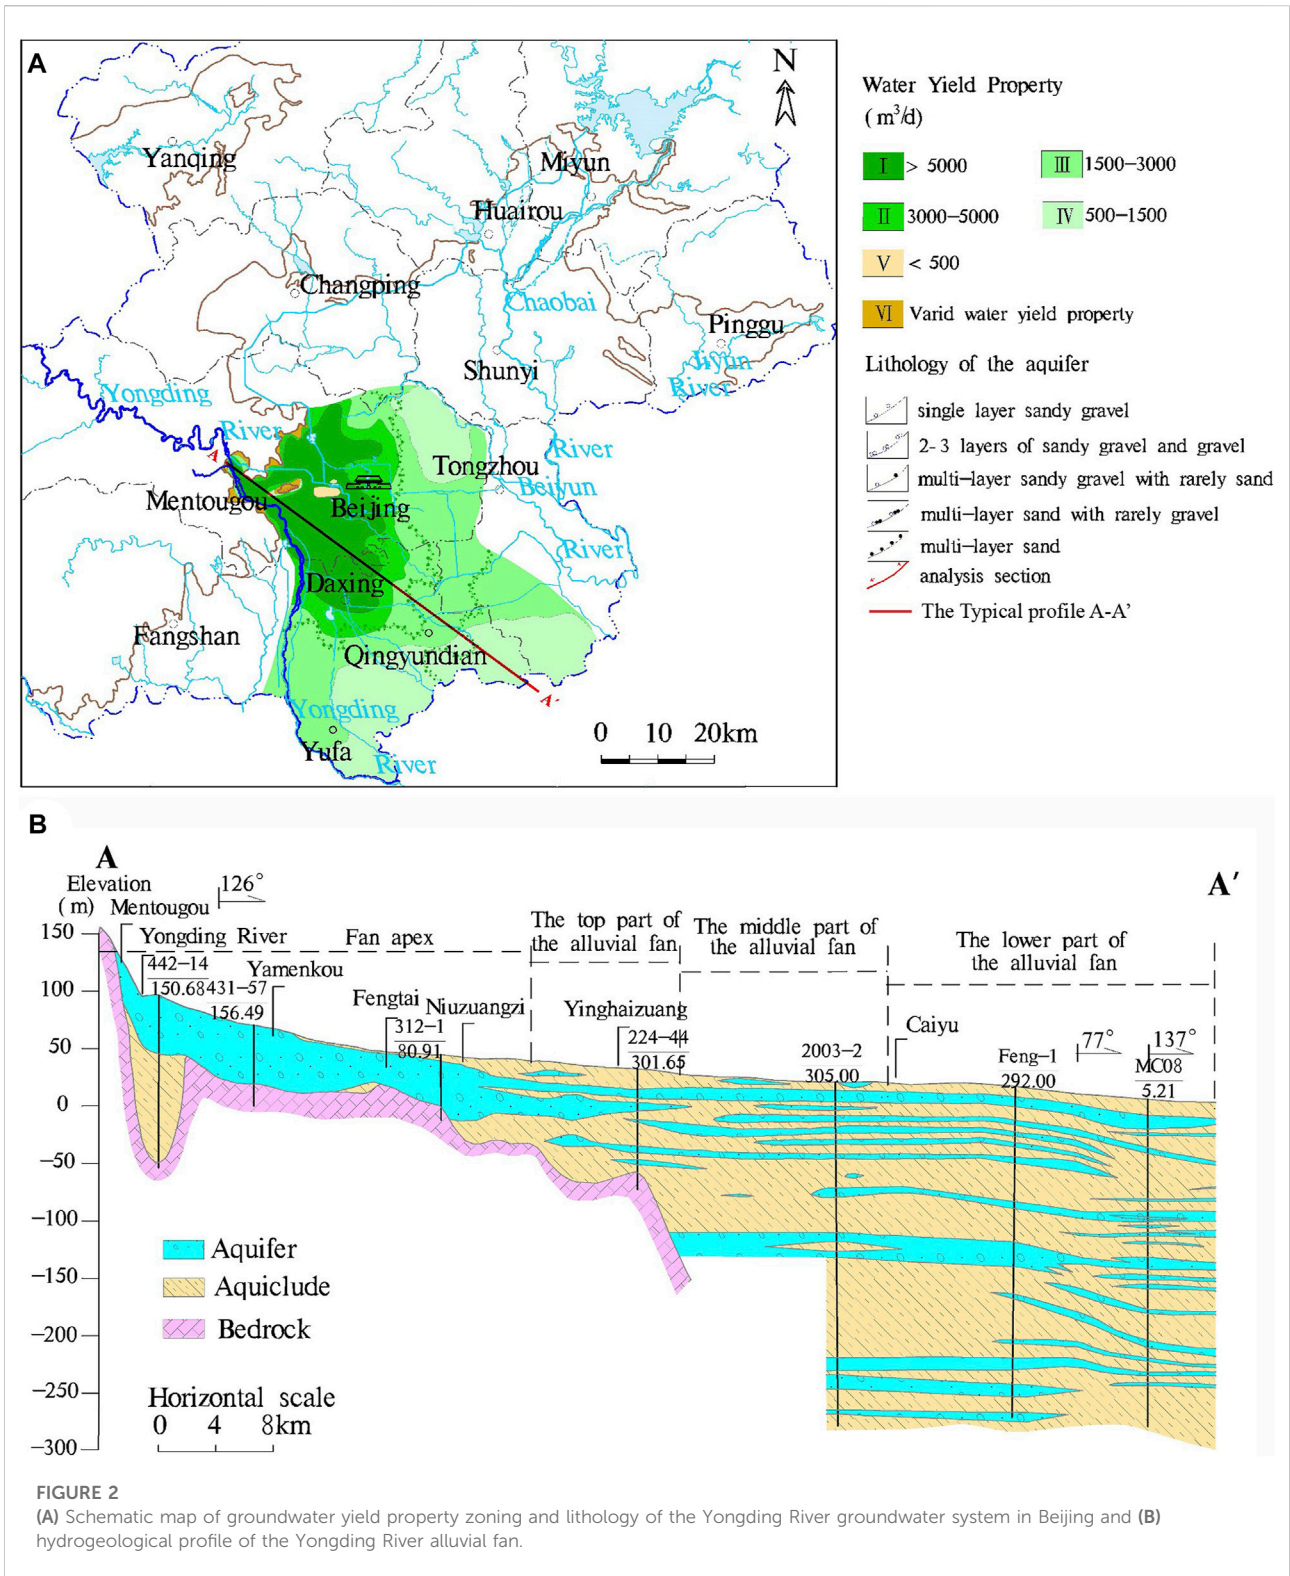 A
N
Yanqing
Miyun
Huairou
Changping
Chaobai
Pinggu
Jiyun
River
Shunyi
Yongding
River
River
A
Tongzhou
Beiyun
Mentougou
Beijing
River
Daxing
Fangshan
Qingyundian
A´
Yongding
Yufa
River
0 10 20km
Water Yield Property
(m³/d)
I > 5000
III 1500–3000
II 3000–5000
IV 500–1500
V < 500
VI Varid water yield property
Lithology of the aquifer
single layer sandy gravel
2-3 layers of sandy gravel and gravel
multi-layer sandy gravel with rarely sand
multi-layer sand with rarely gravel
multi-layer sand
analysis section
The Typical profile A-A'
B
A
A′
Elevation
(m)
126°
Mentougou
Yongding River
Fan apex
The top part of
the alluvial fan
The middle part of
the alluvial fan
The lower part of
the alluvial fan
442-14
150.68
431-57
156.49
Yamenkou
Fengtai
312-1
80.91
Niuzuangzi
Yinghaizuang
224-44
301.65
2003-2
305.00
Caiyu
Feng-1
292.00
77°
137°
MC08
5.21
150
100
50
0
−50
−100
−150
−200
−250
−300
Aquifer
Aquiclude
Bedrock
Horizontal scale
0 4 8km
FIGURE 2
(A) Schematic map of groundwater yield property zoning and lithology of the Yongding River groundwater system in Beijing and (B)
hydrogeological profile of the Yongding River alluvial fan.